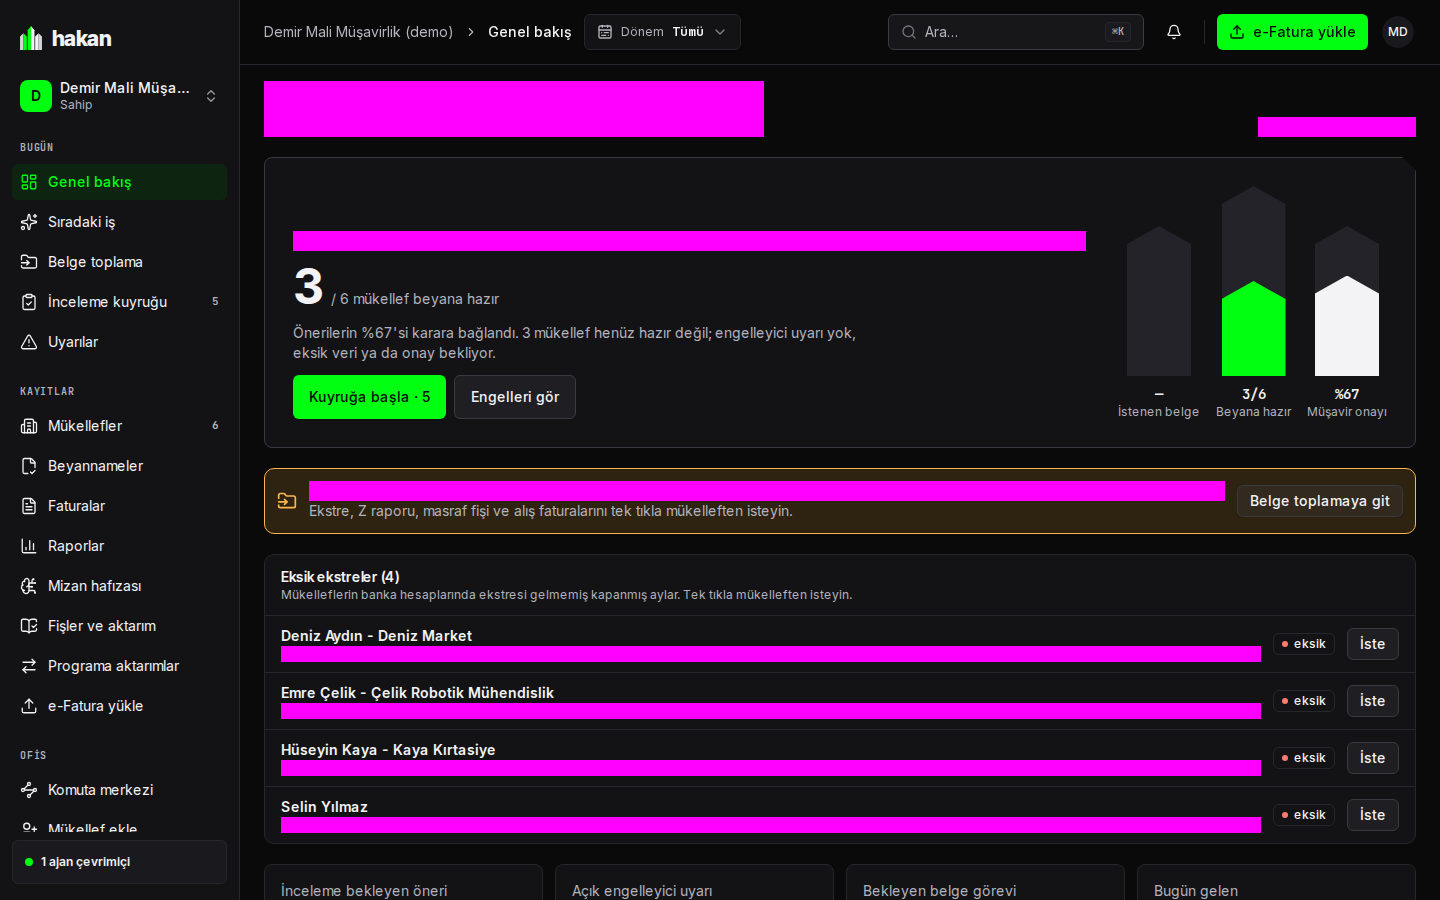 hakan
Demir Mali Müşa...
Sahip
BUGÜN
Genel bakış
Sıradaki iş
Belge toplama
İnceleme kuyruğu 5
Uyarılar
KAYITLAR
Mükellefler 6
Beyannameler
Faturalar
Raporlar
Mizan hafızası
Fişler ve aktarım
Programa aktarımlar
e-Fatura yükle
OFİS
Komuta merkezi
Mükellef ekle
1 ajan çevrimiçi
Demir Mali Müşavirlik (demo) > Genel bakış
Dönem Tümü
Ara... ⌘K
e-Fatura yükle
MD
3 / 6 mükellef beyana hazır
Önerilerin %67'si karara bağlandı. 3 mükellef henüz hazır değil; engelleyici uyarı yok,
eksik veri ya da onay bekliyor.
Kuyruğa başla · 5
Engelleri gör
–
İstenen belge
3/6
Beyana hazır
%67
Müşavir onayı
Ekstre, Z raporu, masraf fişi ve alış faturalarını tek tıkla mükelleften isteyin.
Belge toplamaya git
Eksik ekstreler (4)
Mükelleflerin banka hesaplarında ekstresi gelmemiş kapanmış aylar. Tek tıkla mükelleften isteyin.
Deniz Aydın - Deniz Market
eksik
İste
Emre Çelik - Çelik Robotik Mühendislik
eksik
İste
Hüseyin Kaya - Kaya Kırtasiye
eksik
İste
Selin Yılmaz
eksik
İste
İnceleme bekleyen öneri
Açık engelleyici uyarı
Bekleyen belge görevi
Bugün gelen